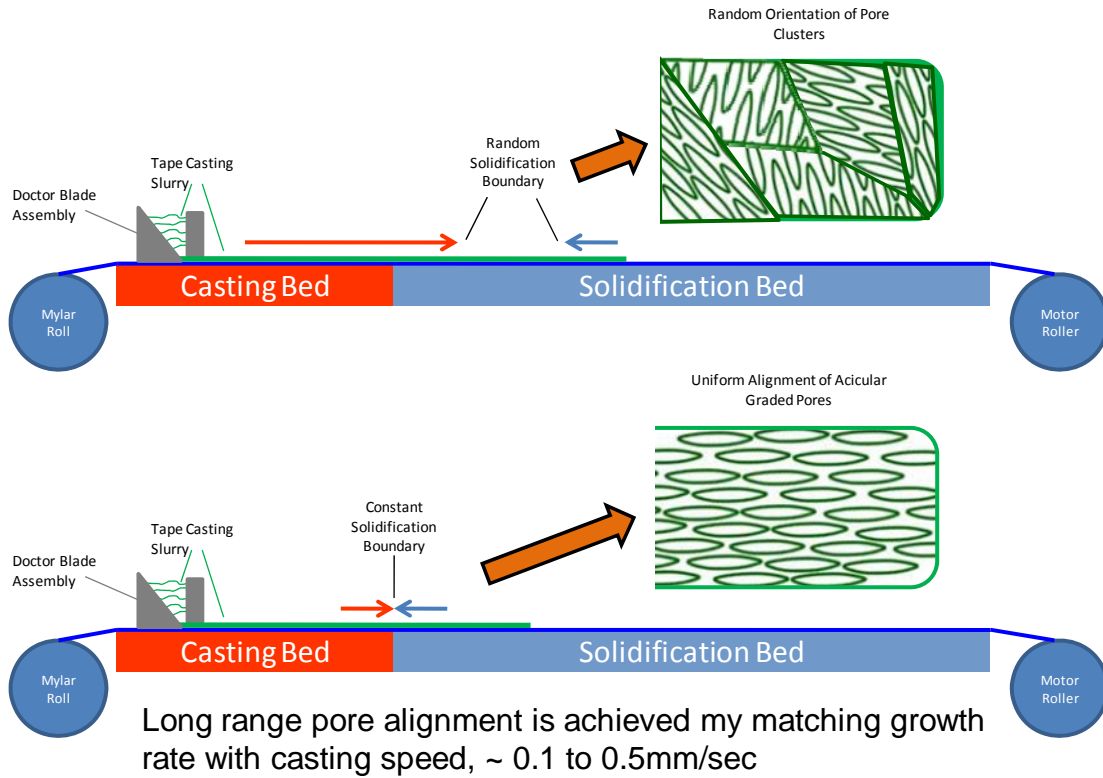 Random Orientation of Pore
Clusters
Random
Solidification
Boundary
Tape Casting
Slurry
Doctor Blade
Assembly
Casting Bed
Solidification Bed
Mylar
Roll
Motor
Roller
Uniform Alignment of Acicular
Graded Pores
Constant
Solidification
Boundary
Tape Casting
Slurry
Doctor Blade
Assembly
Casting Bed
Solidification Bed
Mylar
Roll
Motor
Roller
Long range pore alignment is achieved my matching growth
rate with casting speed, ~ 0.1 to 0.5mm/sec